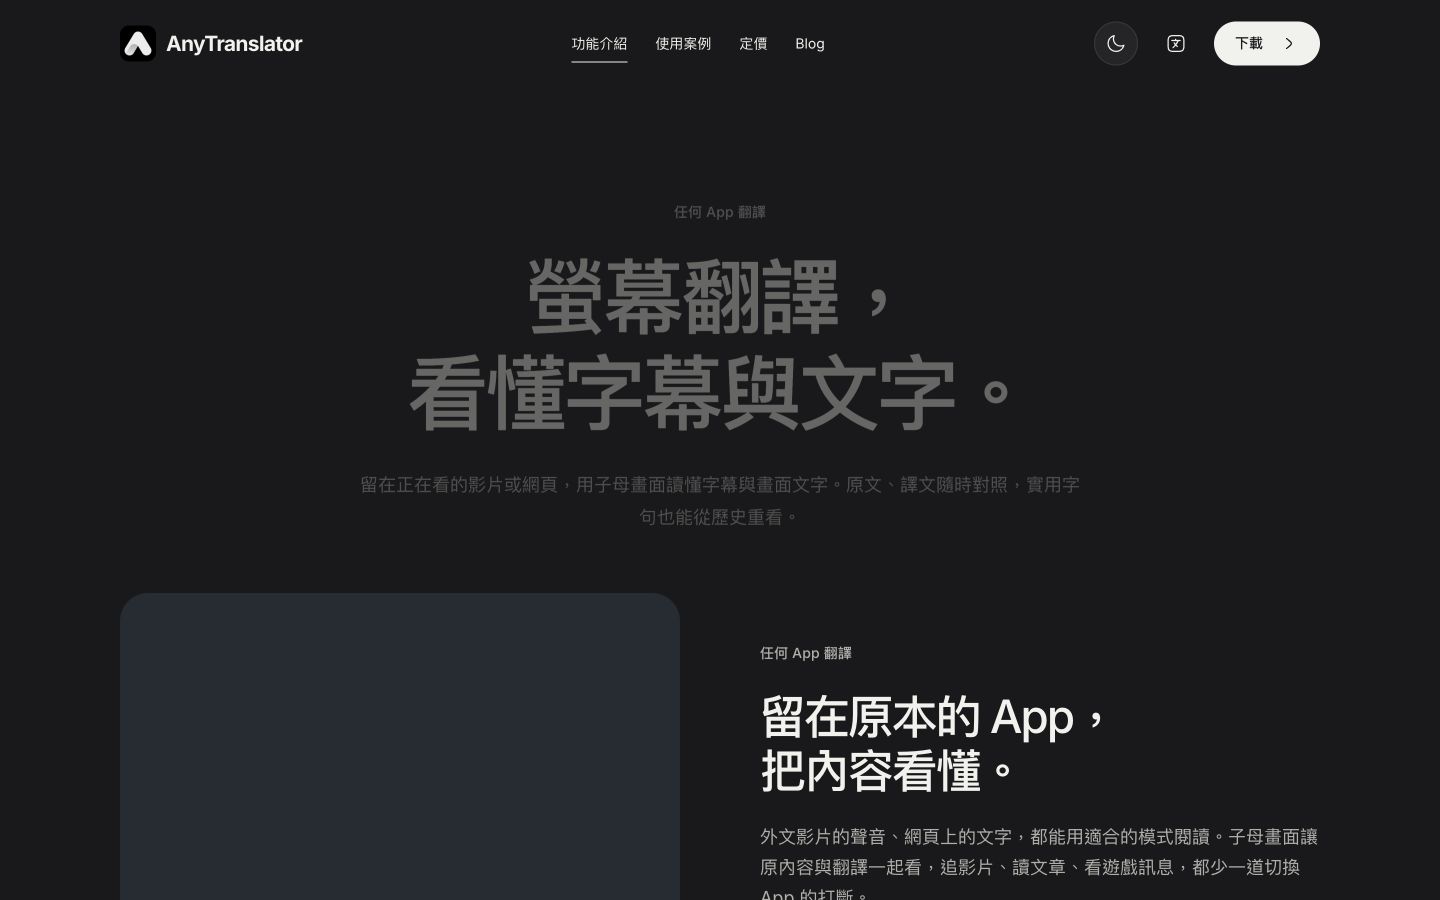 AnyTranslator
功能介紹
使用案例
定價
Blog
下載
任何 App 翻譯
螢幕翻譯，
看懂字幕與文字。
留在正在看的影片或網頁，用子母畫面讀懂字幕與畫面文字。原文、譯文隨時對照，實用字
句也能從歷史重看。
任何 App 翻譯
留在原本的 App，
把內容看懂。
外文影片的聲音、網頁上的文字，都能用適合的模式閱讀。子母畫面讓
原內容與翻譯一起看，追影片、讀文章、看遊戲訊息，都少一道切換
App 的打斷。